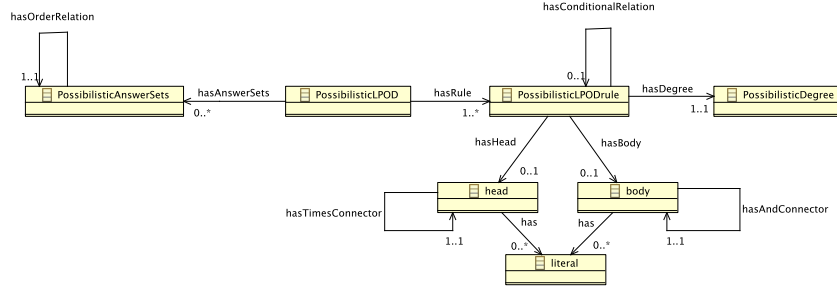 hasConditionalRelation
hasOrderRelation
1..1
0..1
PossibilisticAnswerSets
hasAnswerSets
PossibilisticLPOD
hasRule
PossibilisticLPODrule
hasDegree
PossibilisticDegree
0..*
1..*
1..1
hasHead
hasBody
0..1
0..1
head
body
hasTimesConnector
hasAndConnector
has
has
1..1
0..*
0..*
1..1
literal